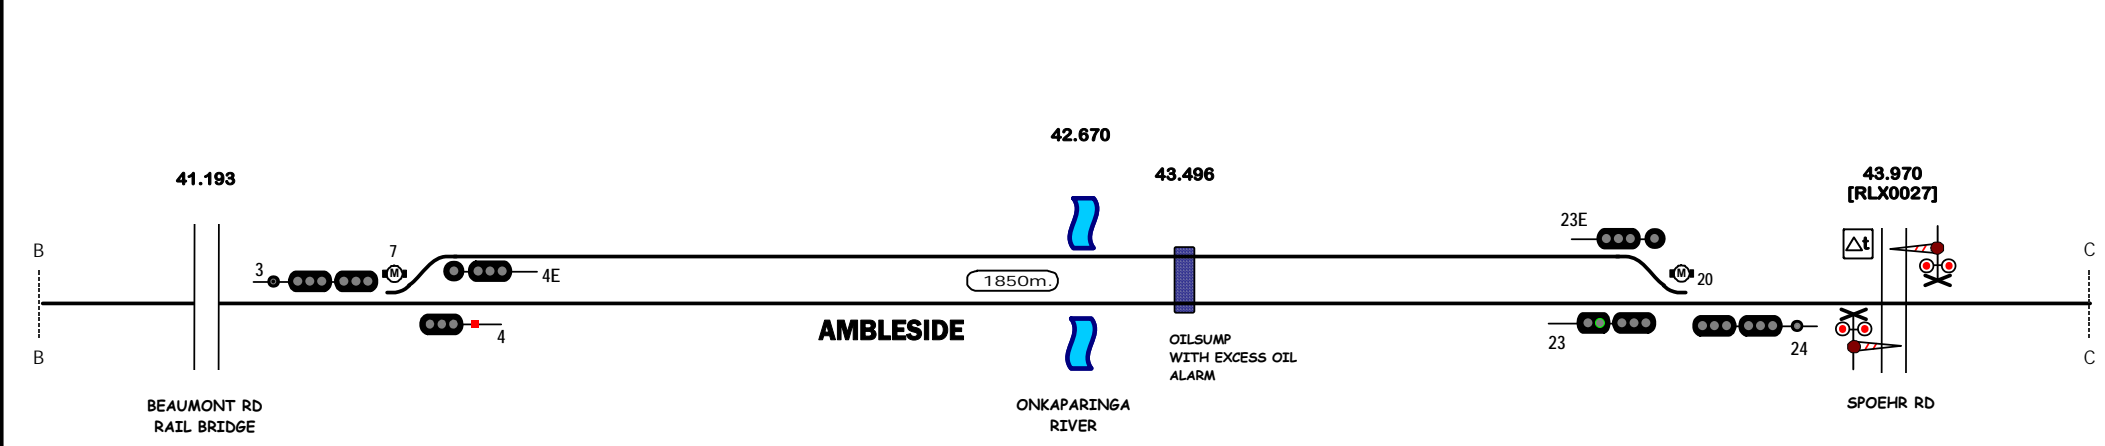 42.670
41.193
43.496
43.970
[RLX0027]
23E
B
7
Δt
C
3
M
4E
1850m.
M
20
4
AMBLESIDE
23
24
B
C
OILSUMP
WITH EXCESS OIL
ALARM
BEAUMONT RD
RAIL BRIDGE
ONKAPARINGA
RIVER
SPOEHR RD